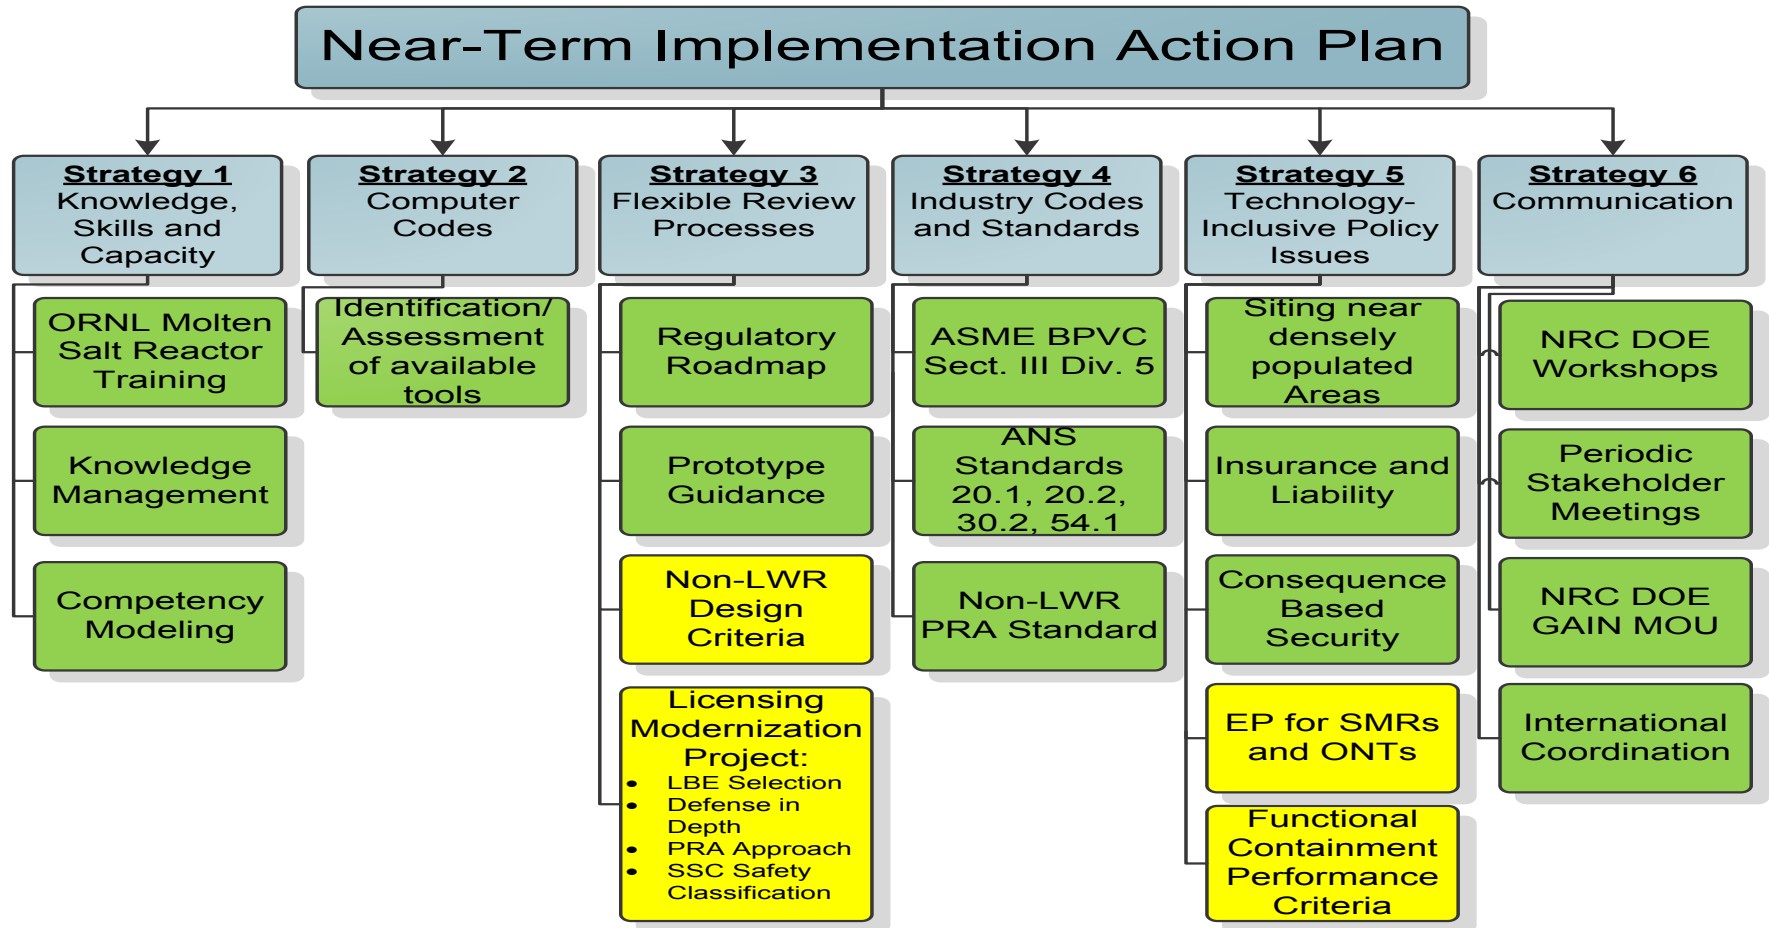 Near-Term Implementation Action Plan
Strategy 1
Knowledge,
Skills and
Capacity
ORNL Molten
Salt Reactor
Training
Knowledge
Management
Competency
Modeling
Strategy 2
Computer
Codes
Identification/
Assessment
of available
tools
Strategy 3
Flexible Review
Processes
Regulatory
Roadmap
Prototype
Guidance
Non-LWR
Design
Criteria
Licensing
Modernization
Project:
• LBE Selection
• Defense in
Depth
• PRA Approach
• SSC Safety
Classification
Strategy 4
Industry Codes
and Standards
ASME BPVC
Sect. III Div. 5
ANS
Standards
20.1, 20.2,
30.2, 54.1
Non-LWR
PRA Standard
Strategy 5
Technology-
Inclusive Policy
Issues
Siting near
densely
populated
Areas
Insurance and
Liability
Consequence
Based
Security
EP for SMRs
and ONTs
Functional
Containment
Performance
Criteria
Strategy 6
Communication
NRC DOE
Workshops
Periodic
Stakeholder
Meetings
NRC DOE
GAIN MOU
International
Coordination